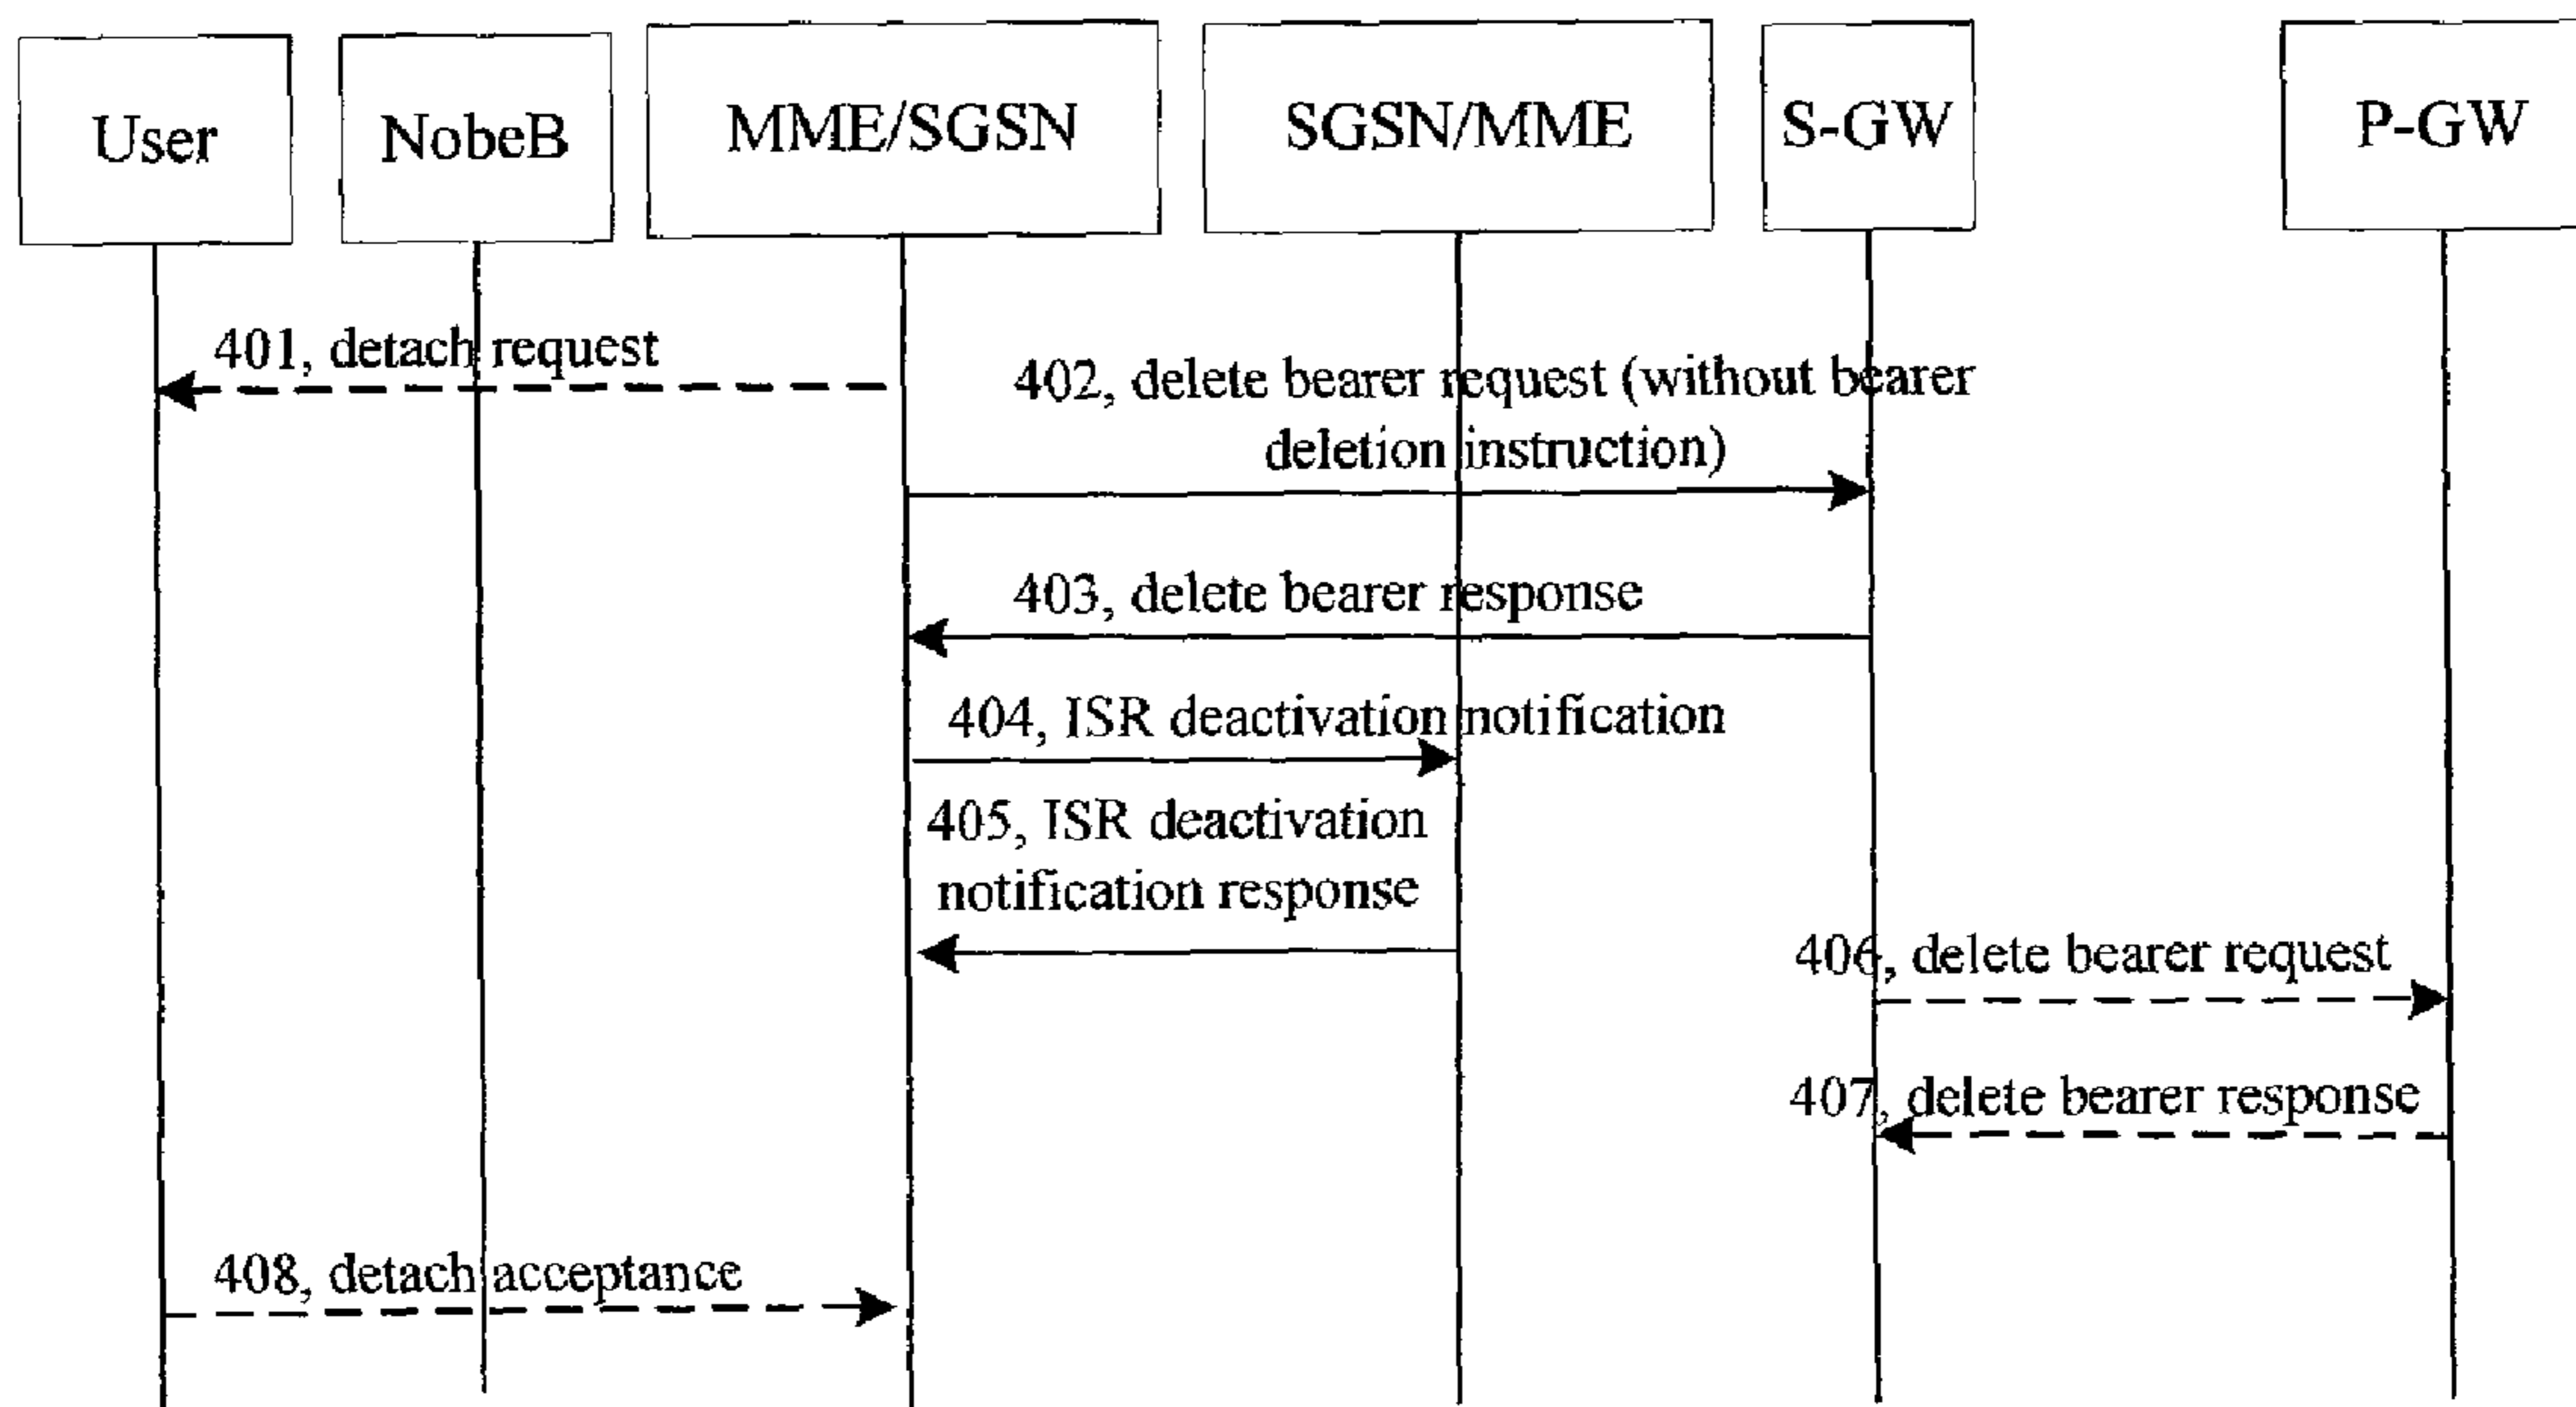 User
NobeB
MME/SGSN
SGSN/MME
S-GW
P-GW
401, detach request
402, delete bearer request (without bearer
deletion instruction)
403, delete bearer response
404, ISR deactivation notification
405, ISR deactivation
notification response
406, delete bearer request
407, delete bearer response
408, detach acceptance